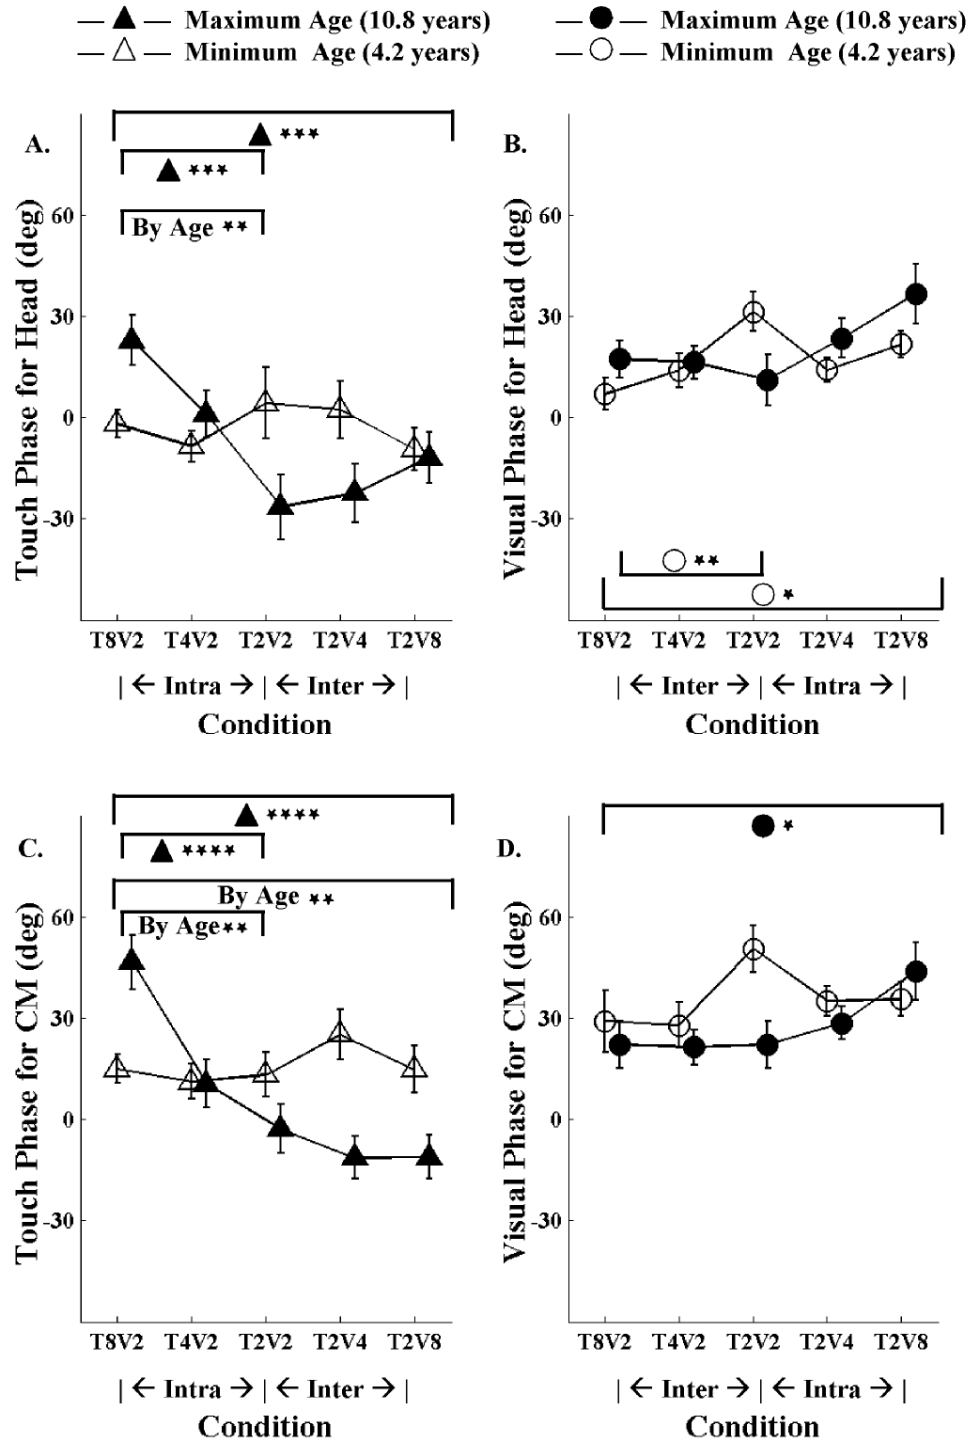 Maximum Age (10.8 years)
Minimum Age (4.2 years)
Maximum Age (10.8 years)
Minimum Age (4.2 years)
A.
▲ ★★★
▲ ★★★
By Age ★★
Touch Phase for Head (deg)
60
30
0
-30
T8V2 T4V2 T2V2 T2V4 T2V8
| ← Intra → | ← Inter → |
Condition
B.
Visual Phase for Head (deg)
60
30
0
-30
○ ★★
○ ★
T8V2 T4V2 T2V2 T2V4 T2V8
| ← Inter → | ← Intra → |
Condition
C.
▲ ★★★★
▲ ★★★★
By Age ★★
By Age ★★
Touch Phase for CM (deg)
60
30
0
-30
T8V2 T4V2 T2V2 T2V4 T2V8
| ← Intra → | ← Inter → |
Condition
D.
● ★
Visual Phase for CM (deg)
60
30
0
-30
T8V2 T4V2 T2V2 T2V4 T2V8
| ← Inter → | ← Intra → |
Condition